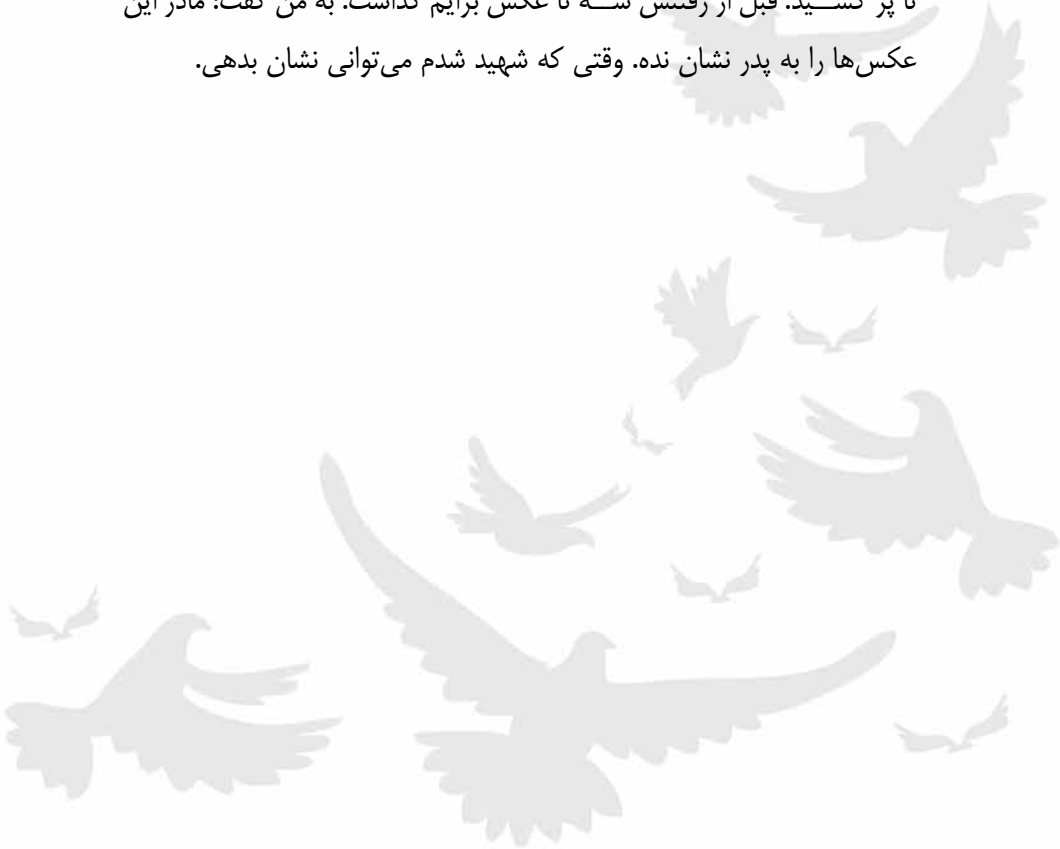 تا پر کشید. قبل از رفتنش سه تا عکس برایم گذاشت. به من گفت: مادر این
عکس‌ها را به پدر نشان نده. وقتی که شهید شدم می‌توانی نشان بدهی.